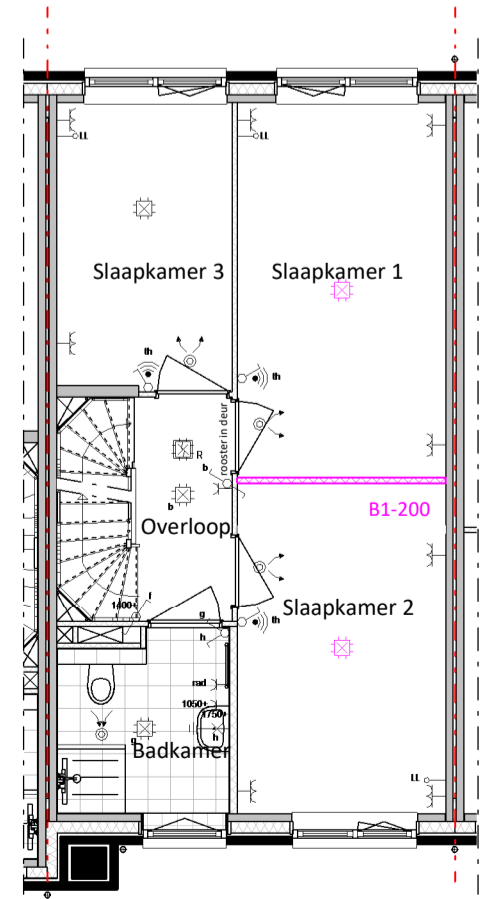 LL
LL
Slaapkamer 3
Slaapkamer 1
th
th
rooster in deur
R
b
B1-200
b
Overloop
1400+
f
g
h
Slaapkamer 2
th
rad
1050+
1750+
g
h
Badkamer
LL